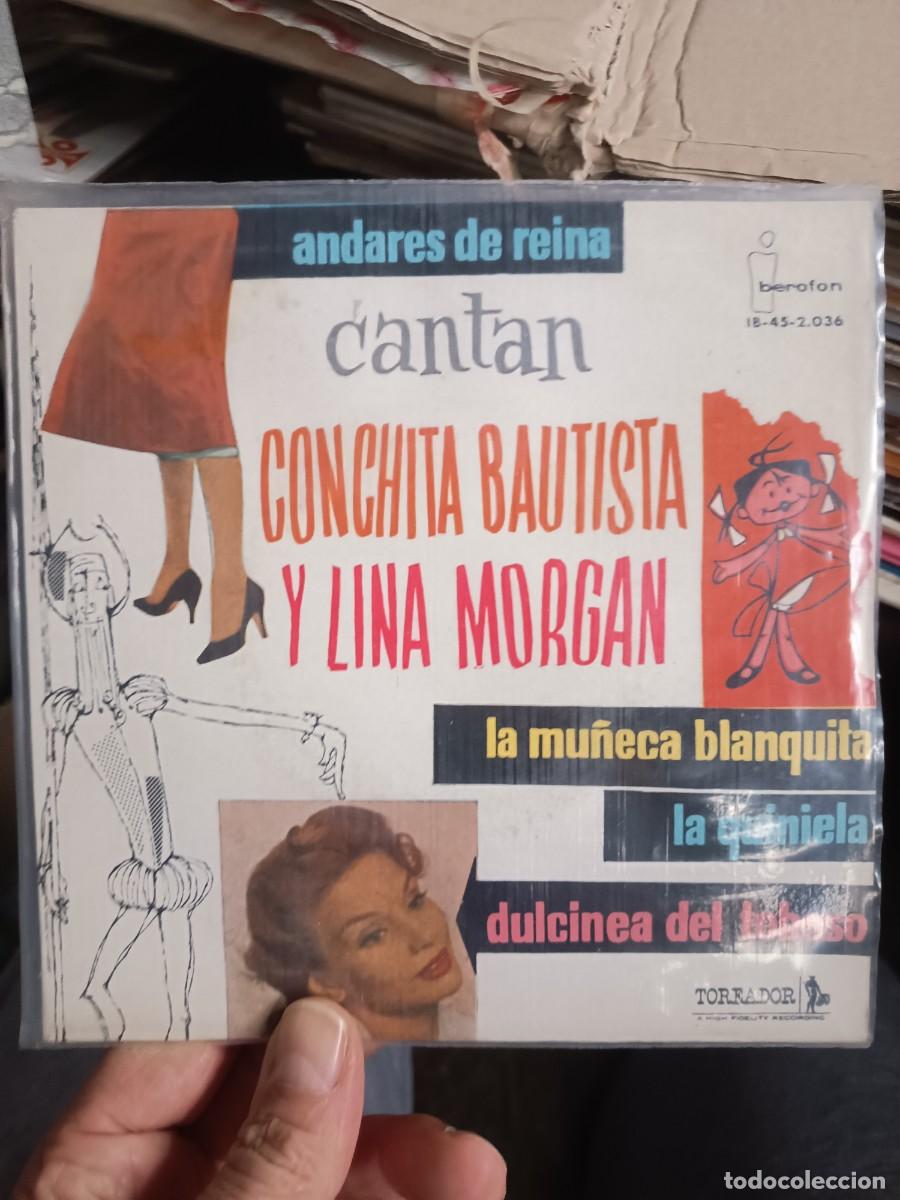 andares de reina
iberofon
IB-45-2.036
cantan
CONCHITA BAUTISTA
Y LINA MORGAN
la muñeca blanquita
la quiniela
dulcinea del toboso
TOREADOR
A HIGH FIDELITY RECORDING
todocoleccion